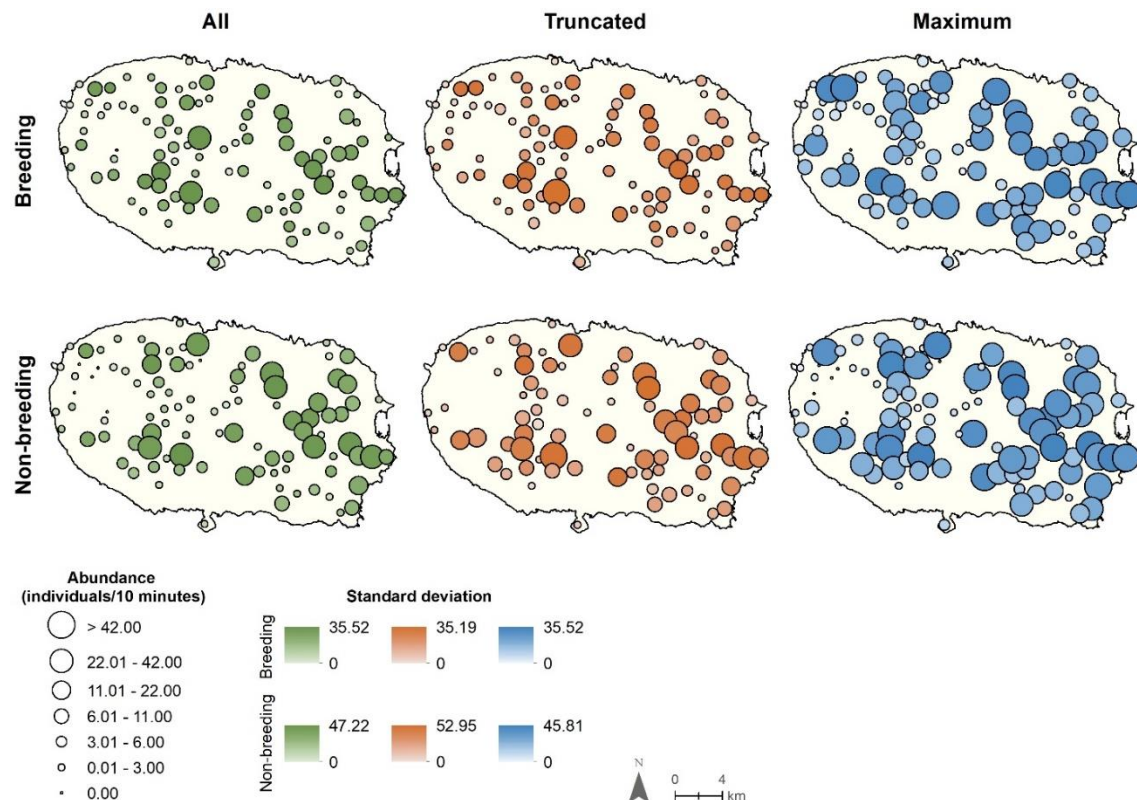 All Truncated Maximum
Breeding
Non-breeding
Abundance
(individuals/10 minutes)
> 42.00
22.01 - 42.00
11.01 - 22.00
6.01 - 11.00
3.01 - 6.00
0.01 - 3.00
0.00
Standard deviation
Breeding
35.52 35.19 35.52
0 0 0
Non-breeding
47.22 52.95 45.81
0 0 0
N
0 4
km